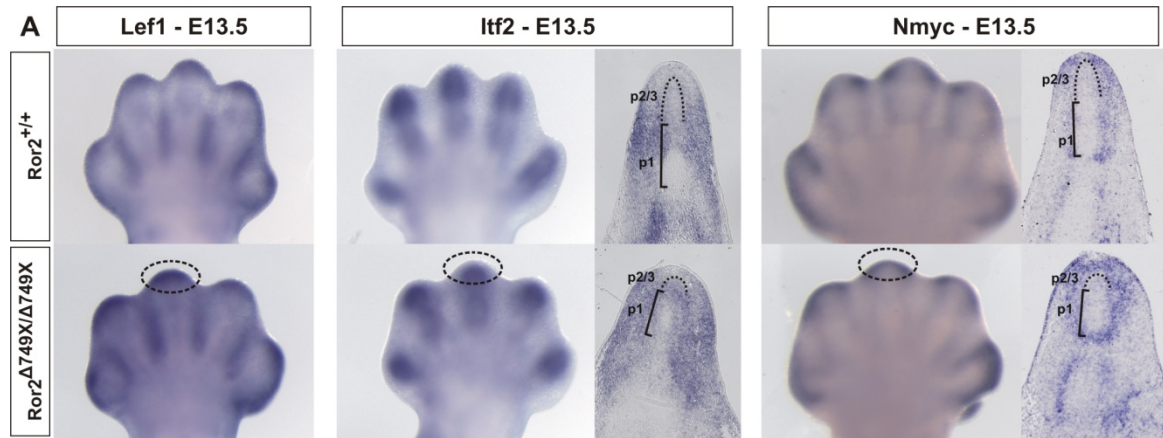 A
Lef1 - E13.5
Itf2 - E13.5
Nmyc - E13.5
Ror2+/+
p2/3
p1
p2/3
p1
Ror2Δ749X/Δ749X
p2/3
p1
p2/3
p1